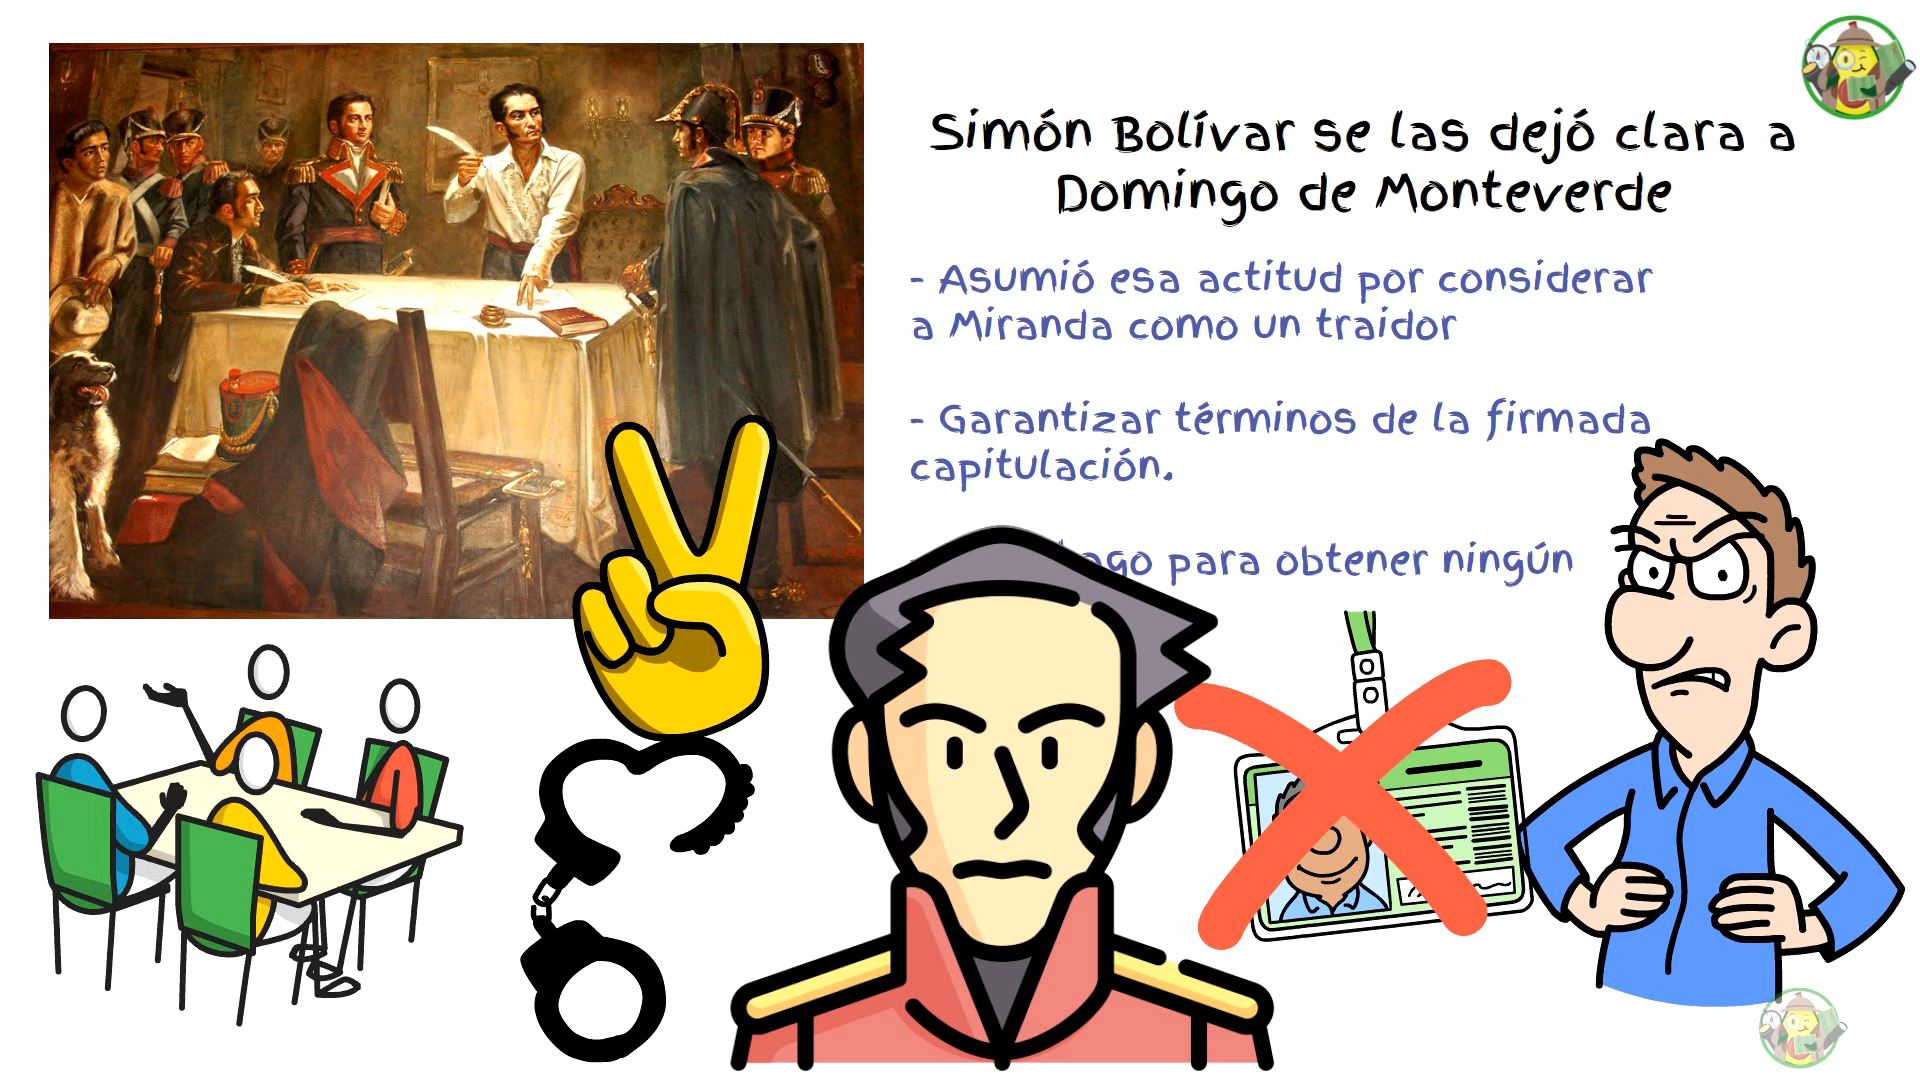 Simón Bolívar se las dejó clara a
Domingo de Monteverde
- Asumió esa actitud por considerar
a Miranda como un traidor
- Garantizar términos de la firmada
capitulación.
para obtener ningún